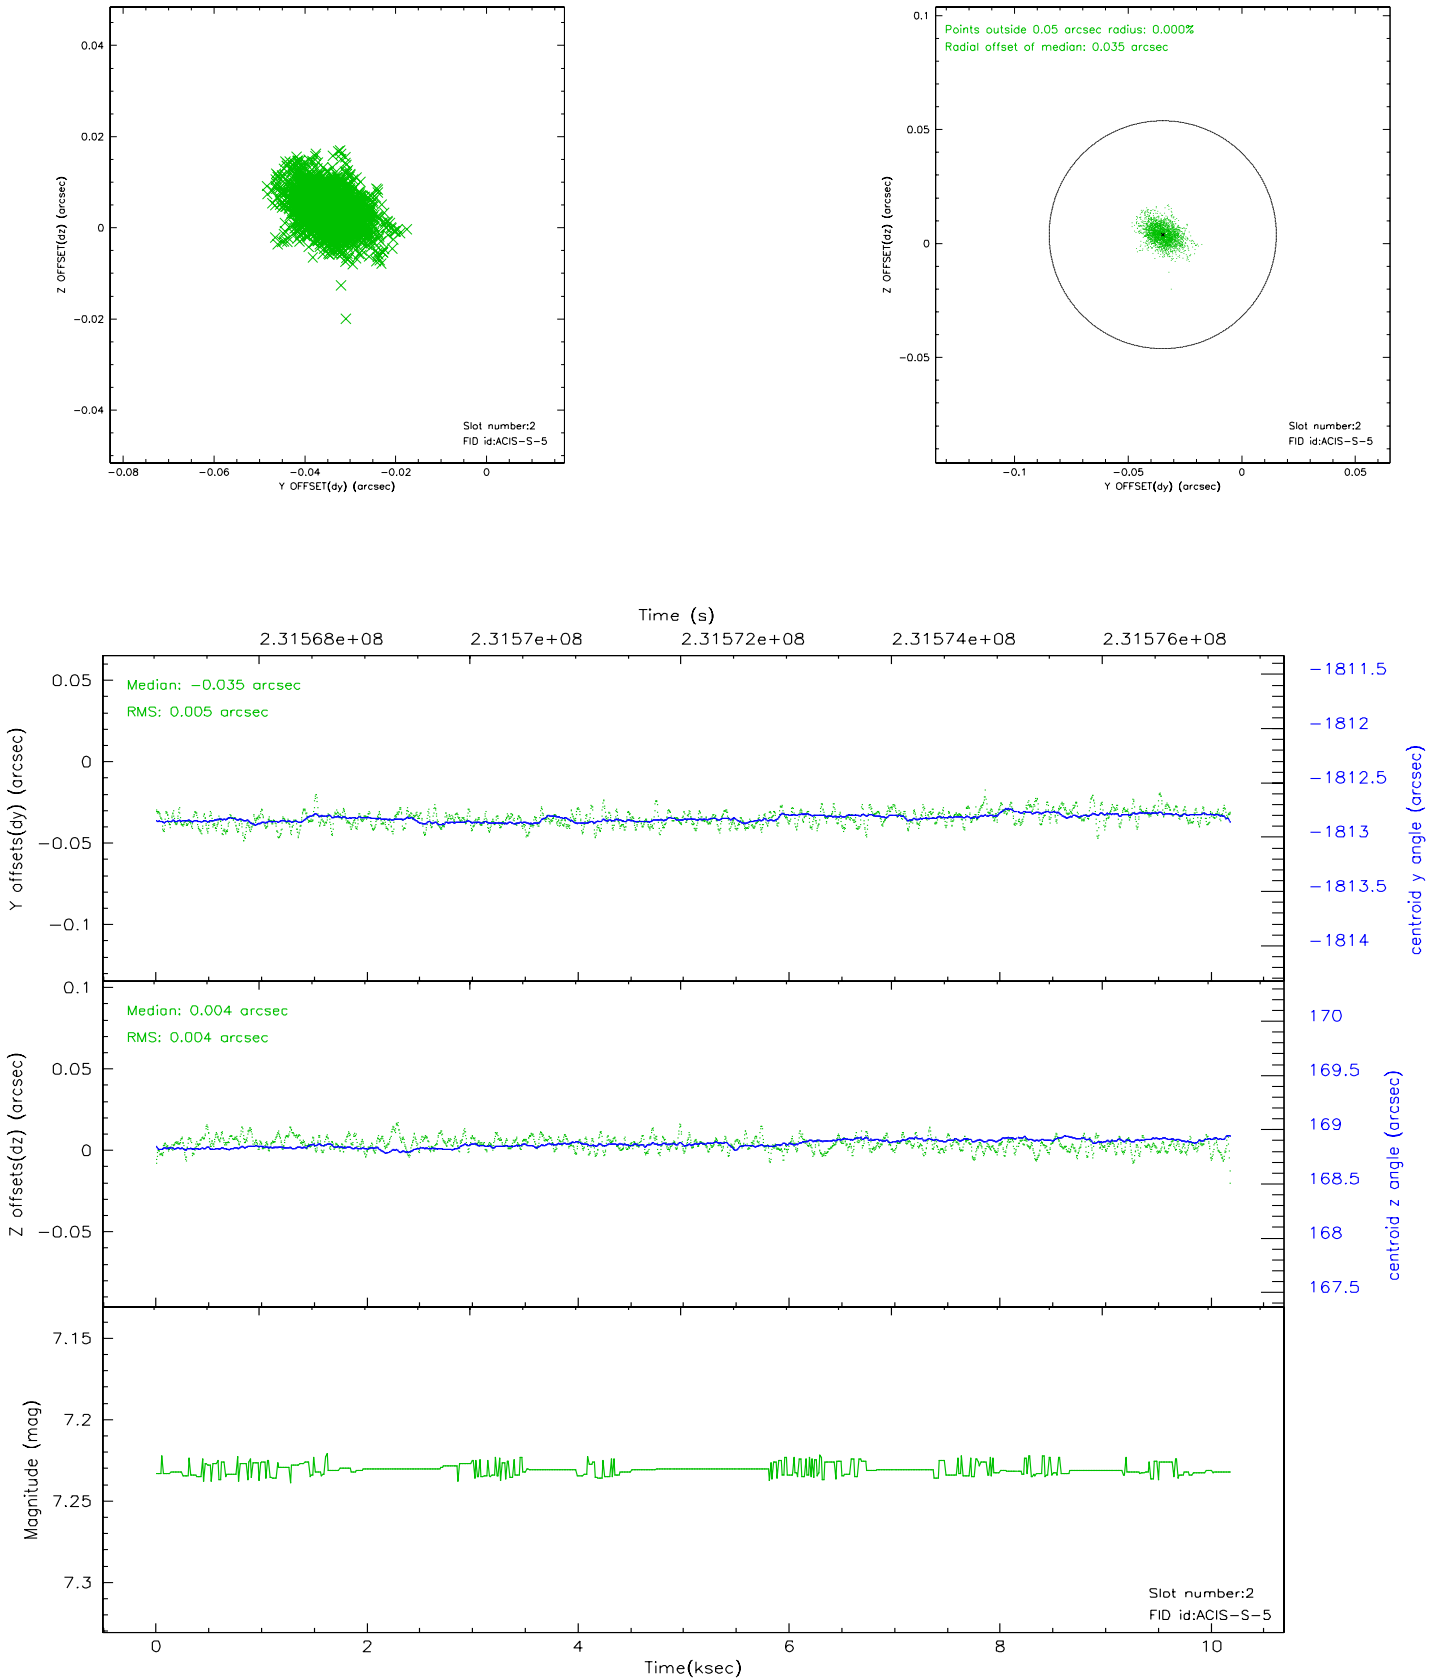 0.04
0.02
0
−0.02
−0.04
Z OFFSET(dz) (arcsec)
Slot number:2
FID id:ACIS−S−5
−0.08
−0.06
−0.04
−0.02
0
Y OFFSET(dy) (arcsec)
Points outside 0.05 arcsec radius: 0.000%
Radial offset of median: 0.035 arcsec
0.1
0.05
0
−0.05
Z OFFSET(dz) (arcsec)
Slot number:2
FID id:ACIS−S−5
−0.1
−0.05
0
0.05
Y OFFSET(dy) (arcsec)
Time (s)
2.31568e+08
2.3157e+08
2.31572e+08
2.31574e+08
2.31576e+08
Median: −0.035 arcsec
RMS: 0.005 arcsec
0.05
0
−0.05
−0.1
Y offsets(dy) (arcsec)
−1811.5
−1812
−1812.5
−1813
−1813.5
−1814
centroid y angle (arcsec)
Median: 0.004 arcsec
RMS: 0.004 arcsec
0.1
0.05
0
−0.05
Z offsets(dz) (arcsec)
170
169.5
169
168.5
168
167.5
centroid z angle (arcsec)
7.15
7.2
7.25
7.3
Magnitude (mag)
Slot number:2
FID id:ACIS−S−5
0
2
4
6
8
10
Time(ksec)